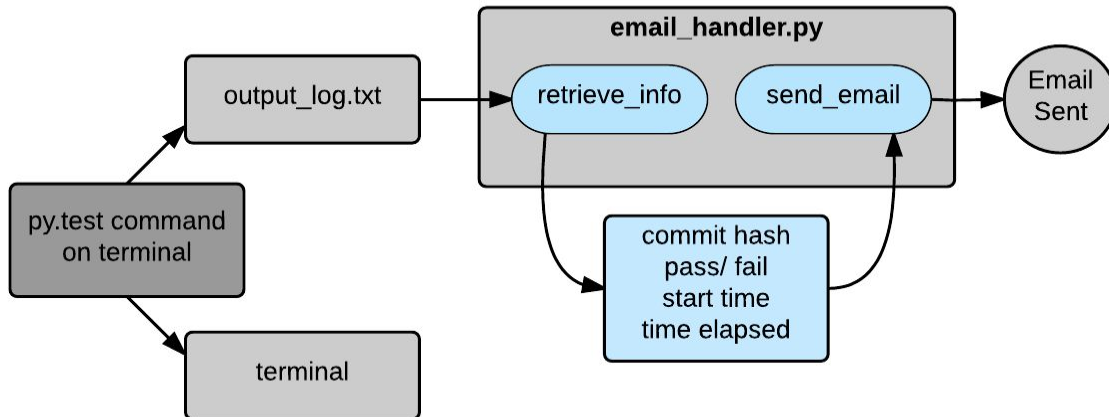 email_handler.py
output_log.txt
retrieve_info
send_email
Email
Sent
py.test command
on terminal
commit hash
pass/ fail
start time
time elapsed
terminal